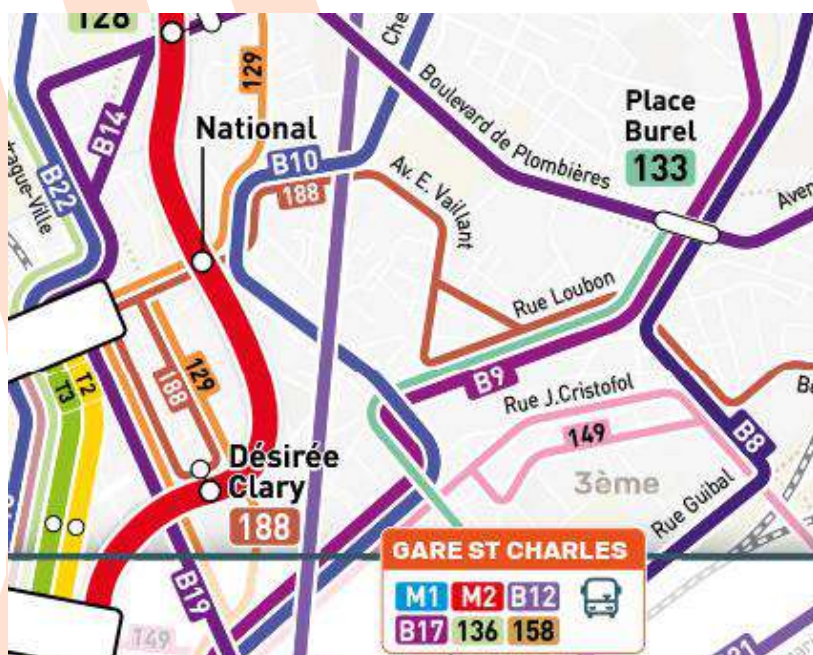 128
129
National
Che
Boulevard de Plombières
Place
Burel
133
B14
B10
188
B22
Av. E. Vaillant
Aven
Rue Loubon
188
129
T3
T2
B9
Rue J.Cristofol
149
B8
Désirée
Clary
188
3ème
Rue Guibal
GARE ST CHARLES
M1 M2 B12
B17 136 158
B19
149